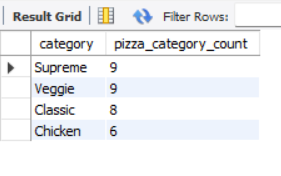 Result Grid Filter Rows:
category pizza_category_count
Supreme 9
Veggie 9
Classic 8
Chicken 6